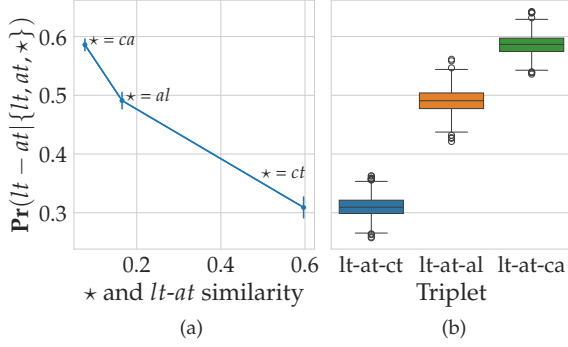 Pr(lt − at|{lt, at, ⋆})
0.6
0.5
0.4
0.3
⋆ = ca
⋆ = al
⋆ = ct
0.2 0.4 0.6
⋆ and lt-at similarity
(a)
lt-at-ct lt-at-al lt-at-ca
Triplet
(b)